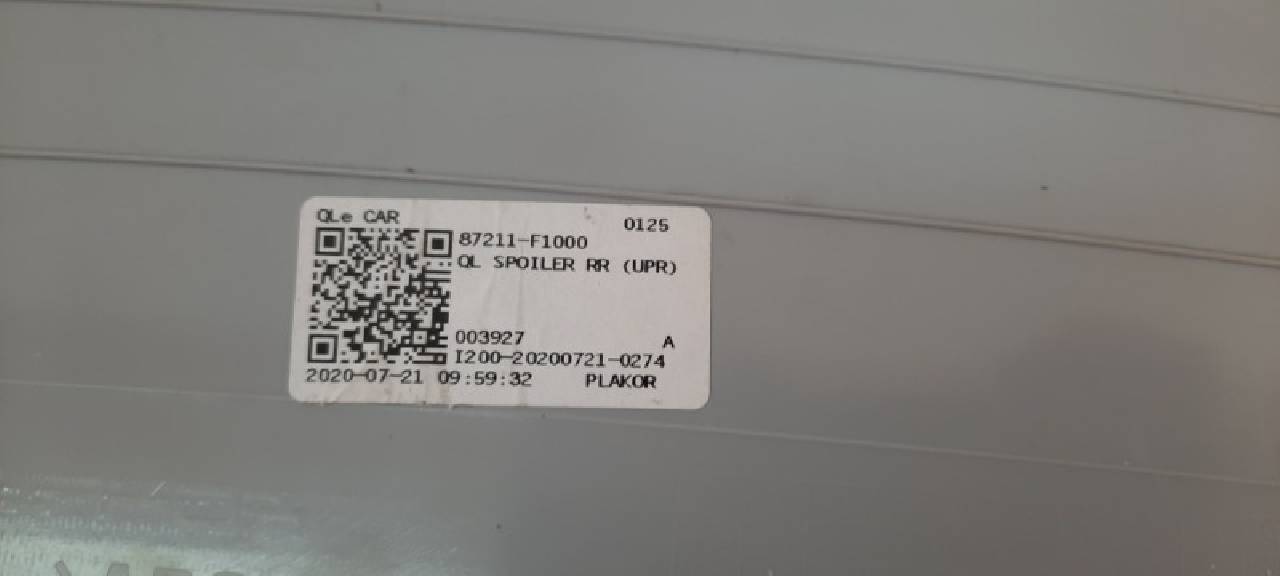 QLe CAR
0125
87211-F1000
QL SPOILER RR (UPR)
003927
A
I200-20200721-0274
2020-07-21 09:59:32
PLAKOR